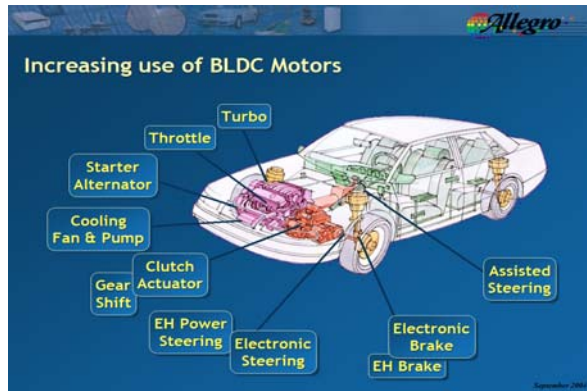 Allegro
Increasing use of BLDC Motors
Turbo
Throttle
Starter
Alternator
Cooling
Fan & Pump
Clutch
Actuator
Gear
Shift
EH Power
Steering
Electronic
Steering
Assisted
Steering
Electronic
Brake
EH Brake